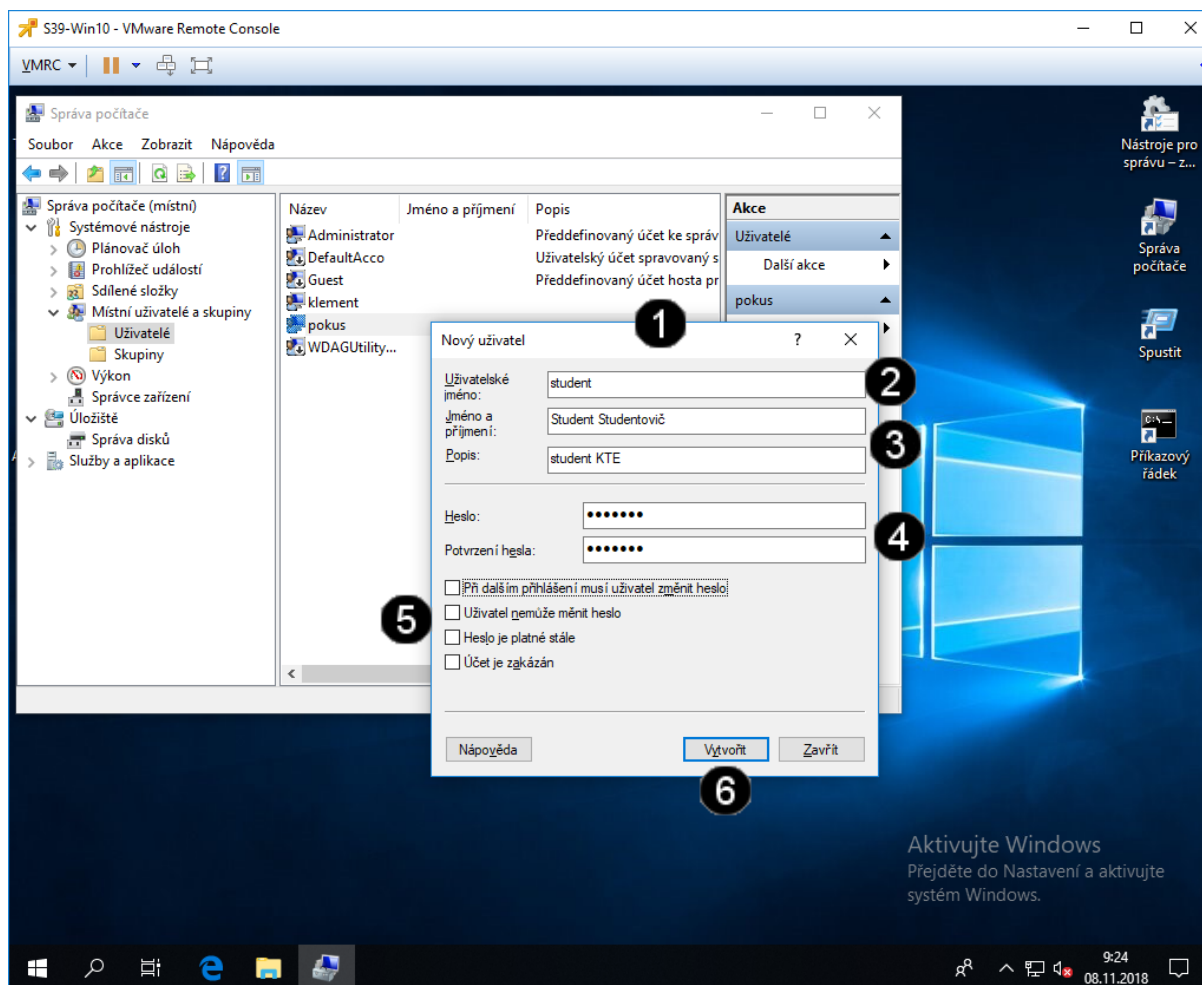 S39-Win10 - VMware Remote Console
VMRC
Správa počítače
Soubor Akce Zobrazit Nápověda
Správa počítače (místní)
Systémové nástroje
Plánovač úloh
Prohlížeč událostí
Sdílené složky
Místní uživatelé a skupiny
Uživatelé
Skupiny
Výkon
Správce zařízení
Úložiště
Správa disků
Služby a aplikace
Název Jméno a příjmení Popis
Administrator Předdefinovaný účet ke správ
DefaultAcco Uživatelský účet spravovaný s
Guest Předdefinovaný účet hosta pr
klement
pokus
WDAGUtility...
Akce
Uživatelé
Další akce
pokus
1
Nový uživatel ?
Uživatelské
jméno:
student
2
Jméno a
příjmení:
Student Studentovič
3
Popis:
student KTE
Heslo:
•••••••
4
Potvrzení hesla:
•••••••
Při dalším přihlášení musí uživatel změnit heslo
5
Uživatel nemůže měnit heslo
Heslo je platné stále
Účet je zakázán
Nápověda Vytvořit Zavřít
6
Nástroje pro
správu – z...
Správa
počítače
Spustit
C:\
Příkazový
řádek
Aktivujte Windows
Přejděte do Nastavení a aktivujte
systém Windows.
9:24
08.11.2018